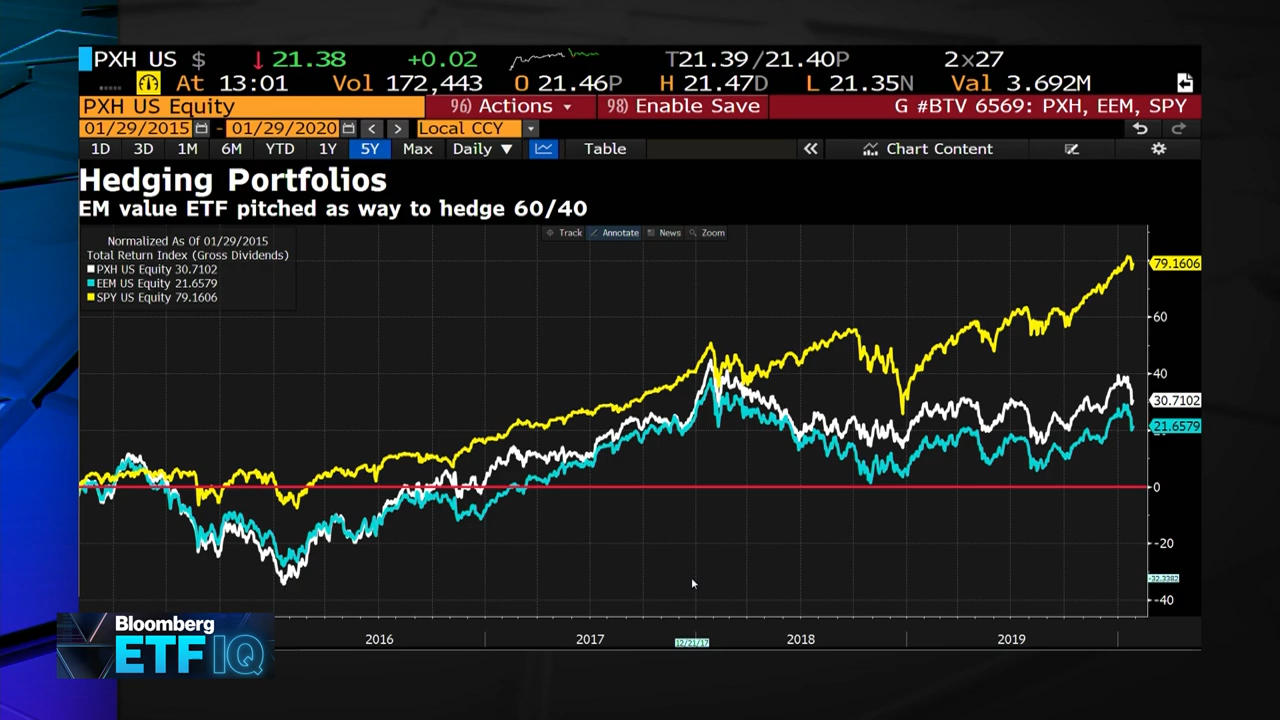 PXH US $ ↓ 21.38 +0.02 T21.39/21.40P 2x27
At 13:01 Vol 172,443 O 21.46P H 21.47D L 21.35N Val 3.692M
PXH US Equity 96) Actions 98) Enable Save G #BTV 6569: PXH, EEM, SPY
01/29/2015 - 01/29/2020 < > Local CCY
1D 3D 1M 6M YTD 1Y 5Y Max Daily ▼ Table « Chart Content
Hedging Portfolios
EM value ETF pitched as way to hedge 60/40
Track Annotate News Zoom
Normalized As Of 01/29/2015
Total Return Index (Gross Dividends)
PXH US Equity 30.7102
EEM US Equity 21.6579
SPY US Equity 79.1606
79.1606
60
40
30.7102
21.6579
0
-20
-32.3382
-40
2016 2017 12/21/17 2018 2019
Bloomberg
ETF IQ